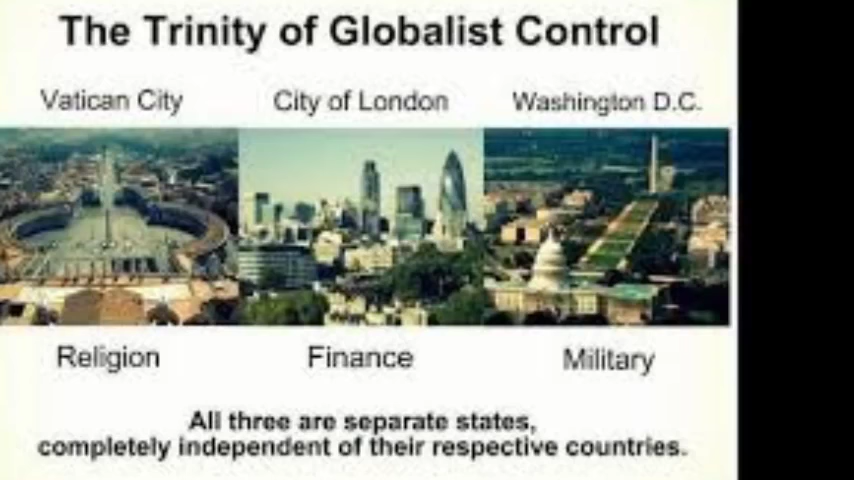 The Trinity of Globalist Control
Vatican City City of London Washington D.C.
Religion Finance Military
All three are separate states,
completely independent of their respective countries.